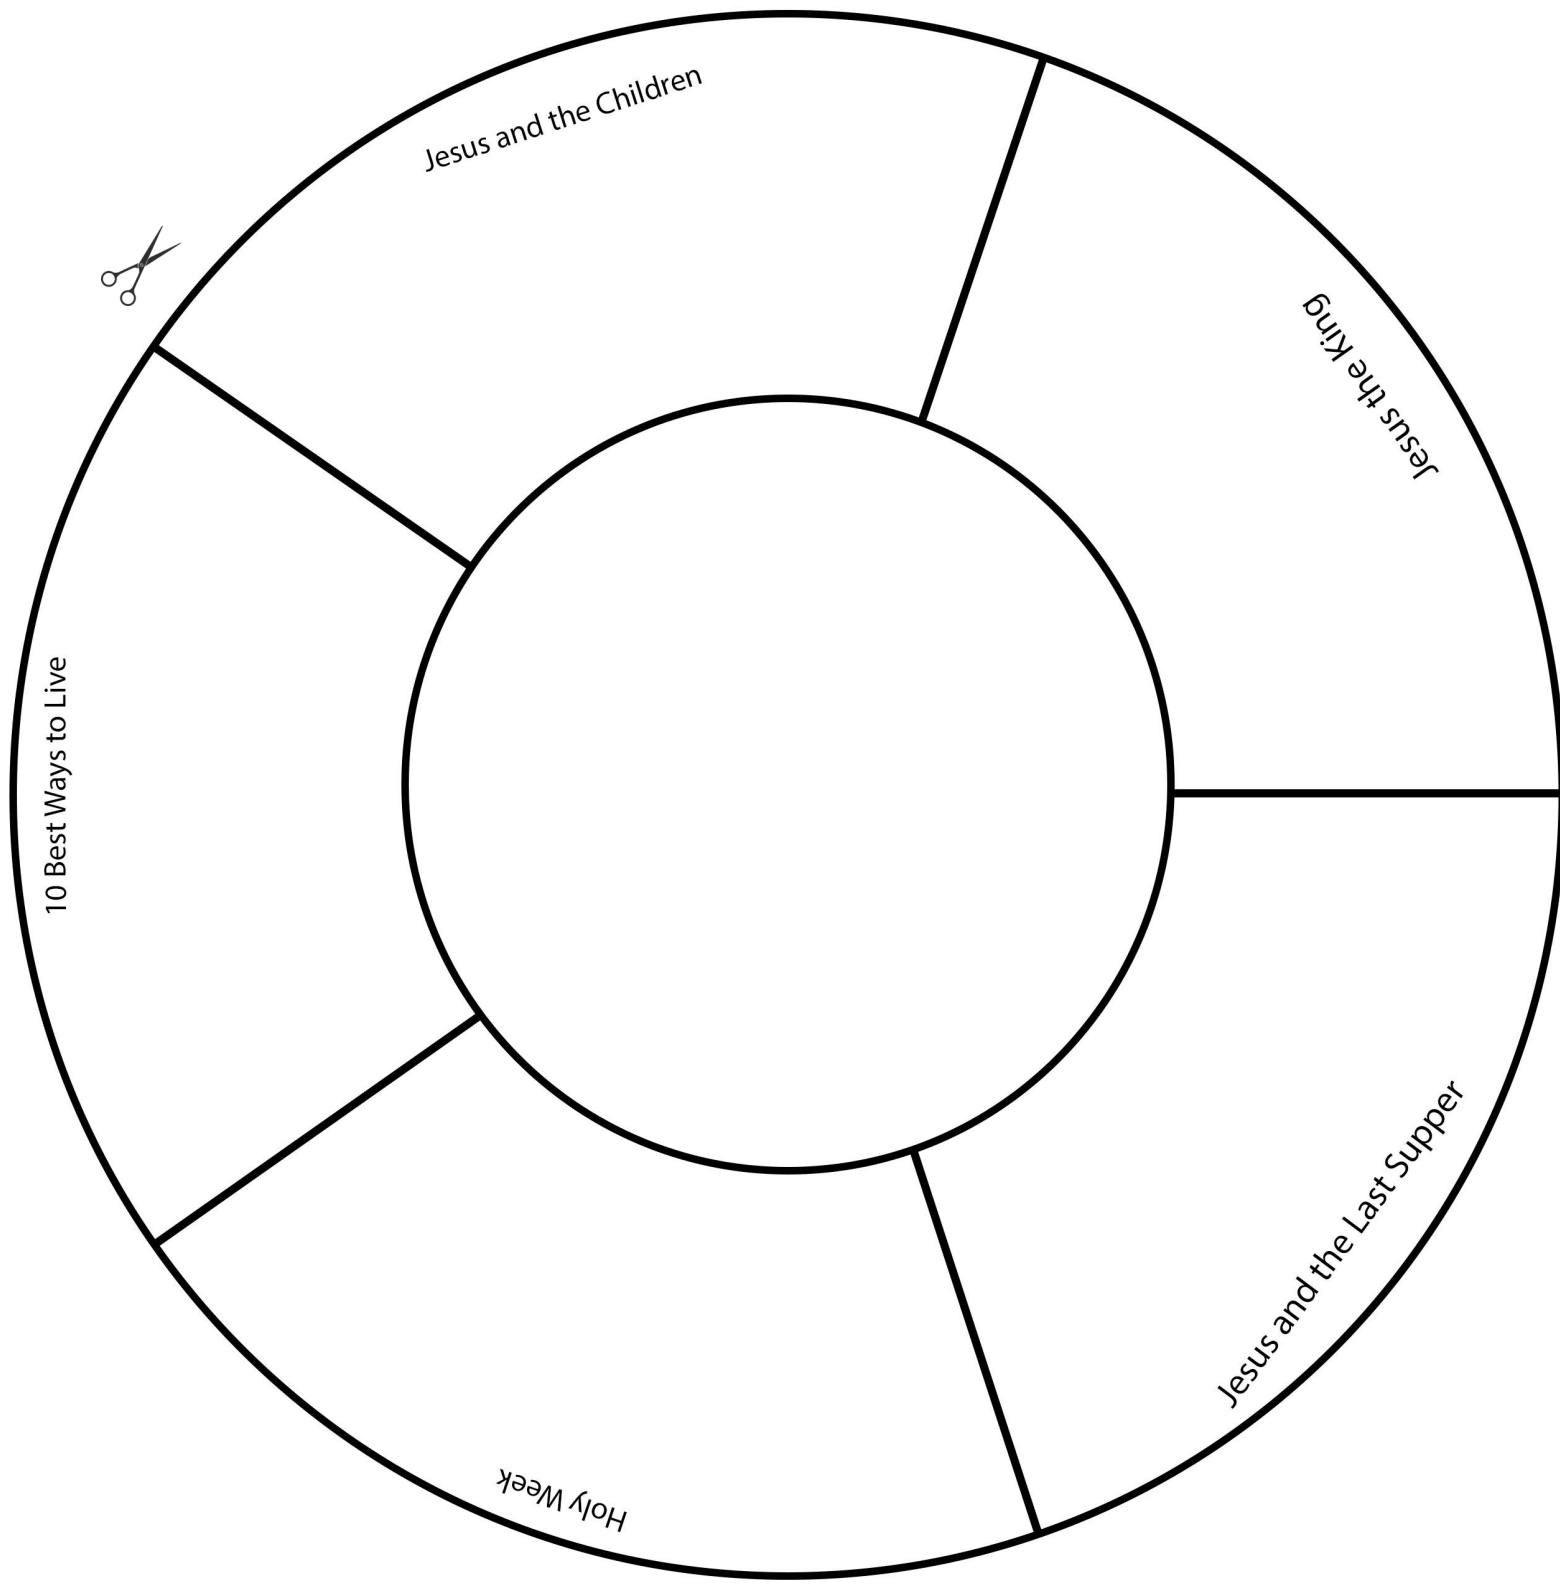 Jesus and the Children
Jesus the King
Jesus and the Last Supper
Holy Week
10 Best Ways to Live